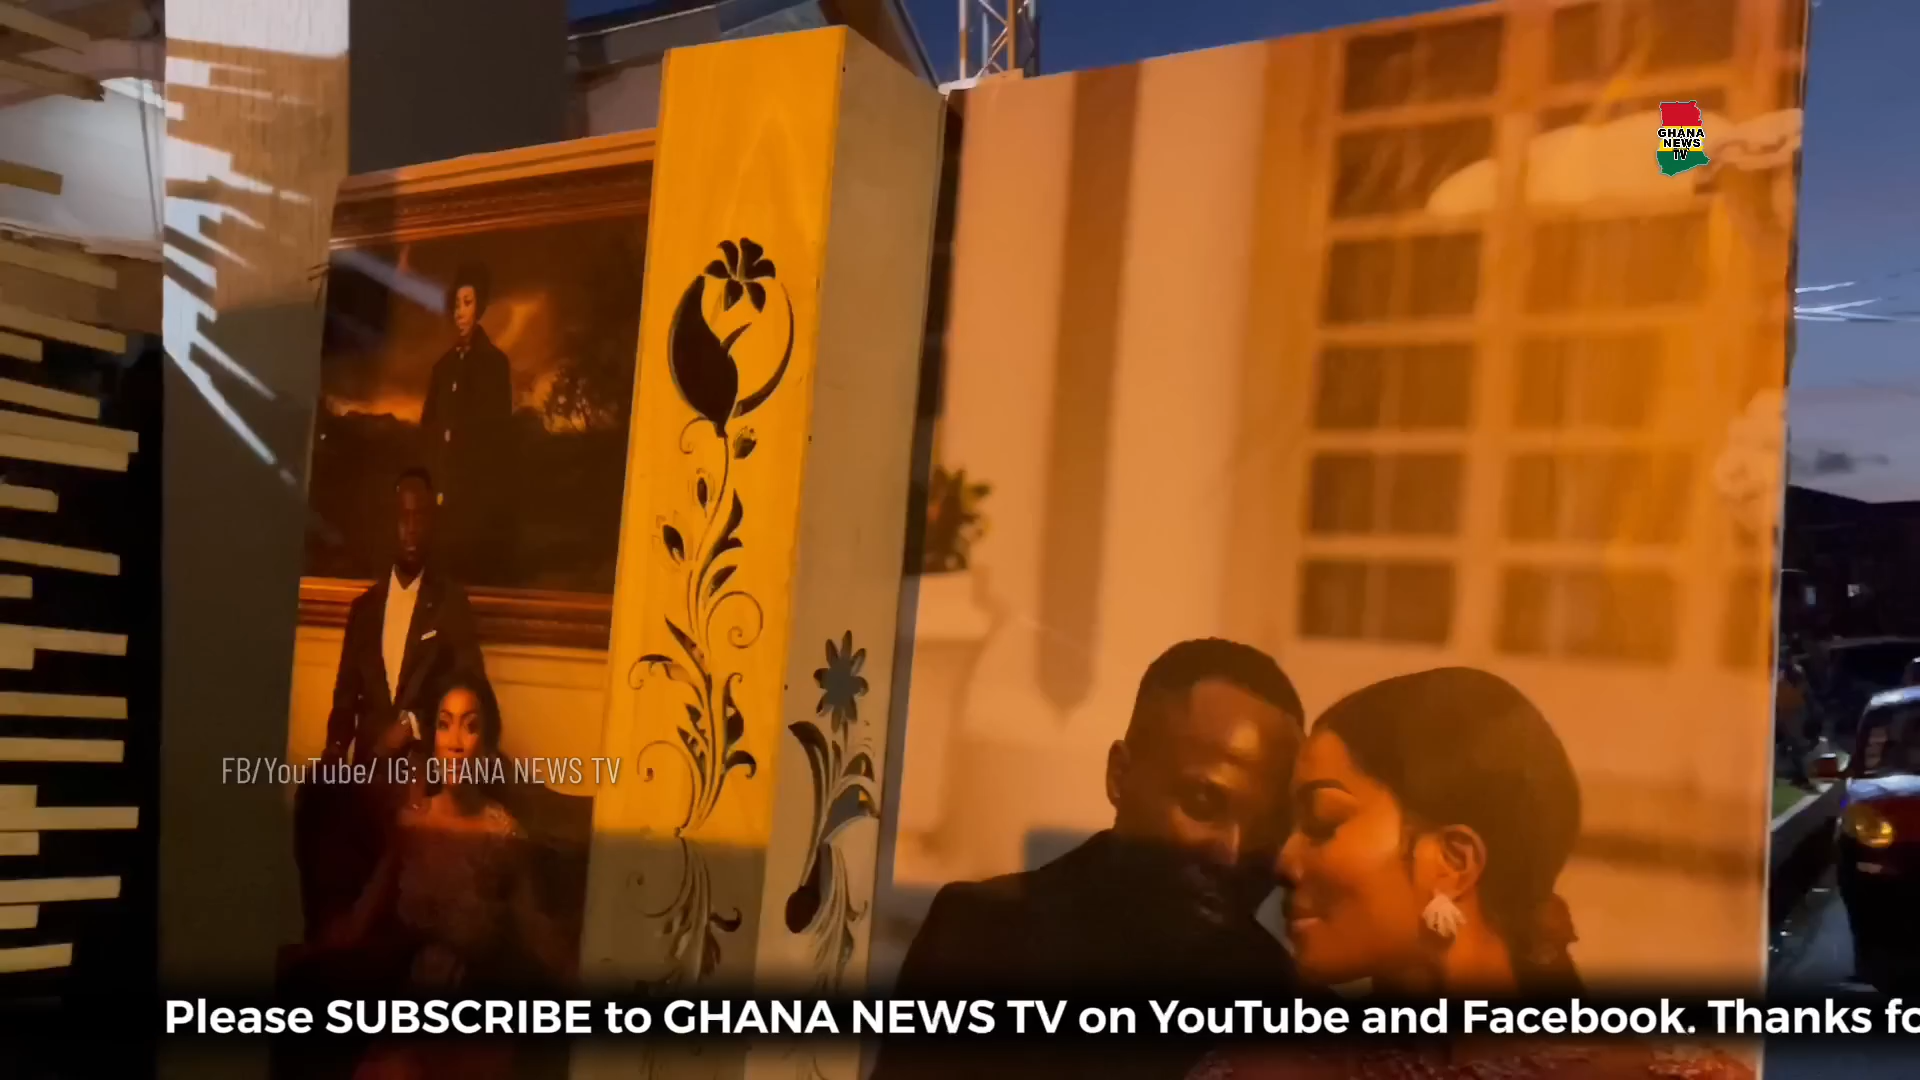 GHANA
NEWS
TV
FB/YouTube/ IG: GHANA NEWS TV
Please SUBSCRIBE to GHANA NEWS TV on YouTube and Facebook. Thanks